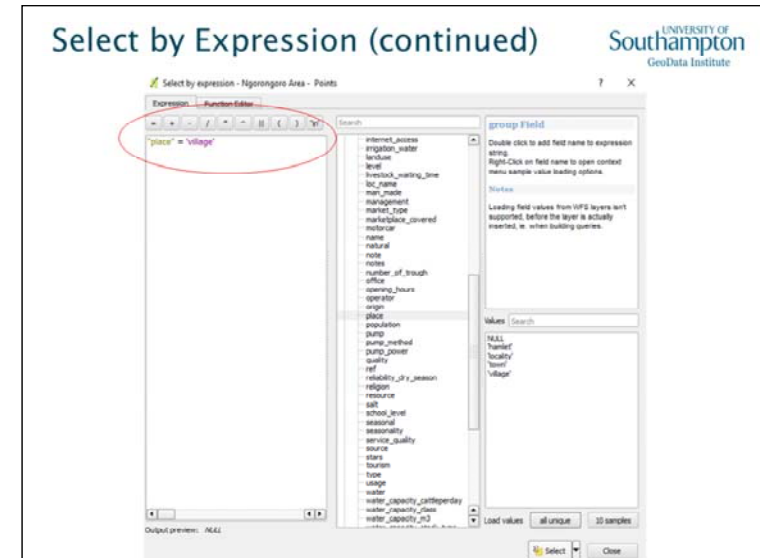 Select by Expression (continued)
UNIVERSITY OF
Southampton
GeoData Institute
Select by expression - Ngorongoro Area - Points
? X
Expression Function Editor
= + - / * ^ || ( ) '\n'
"place" = 'village'
Search
internet_access
irrigation_water
landuse
level
livestock_waiting_time
loc_name
man_made
management
market_type
marketplace_covered
motorcar
name
natural
note
notes
number_of_trough
office
opening_hours
operator
origin
place
population
pump
pump_method
pump_power
quality
ref
reliability_dry_season
religion
resource
salt
school_level
seasonal
seasonality
service_quality
source
stars
tourism
type
usage
water
water_capacity_cattleperday
water_capacity_class
water_capacity_m3
group Field
Double click to add field name to expression
string.
Right-Click on field name to open context
menu sample value loading options.
Notes
Loading field values from WFS layers isn't
supported, before the layer is actually
inserted, ie. when building queries.
Values Search
NULL
'hamlet'
'locality'
'town'
'village'
Load values all unique 10 samples
Output preview: NULL
Select Close